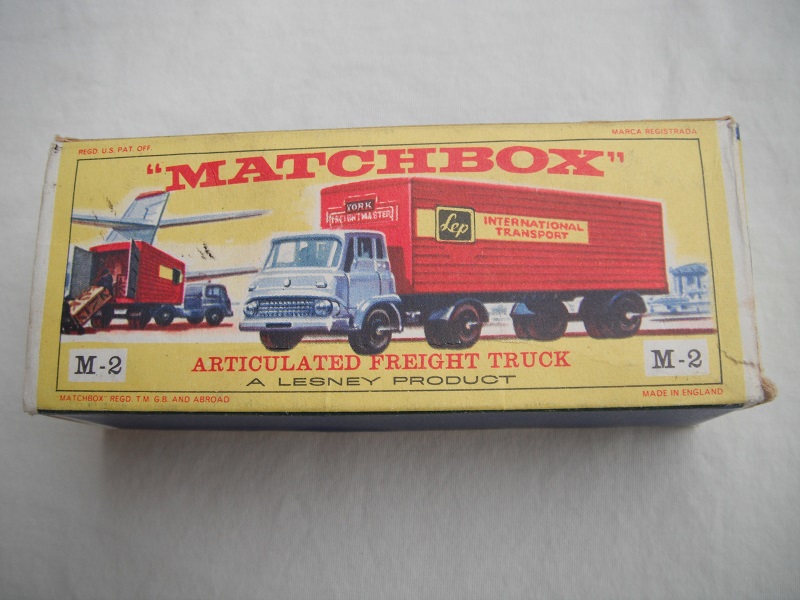 REGD. U.S. PAT. OFF.
MARCA REGISTRADA
"MATCHBOX"
YORK
FREIGHTMASTER
Lep
INTERNATIONAL
TRANSPORT
M-2
ARTICULATED FREIGHT TRUCK
M-2
A LESNEY PRODUCT
"MATCHBOX" REGD. T.M. G.B. AND ABROAD
MADE IN ENGLAND